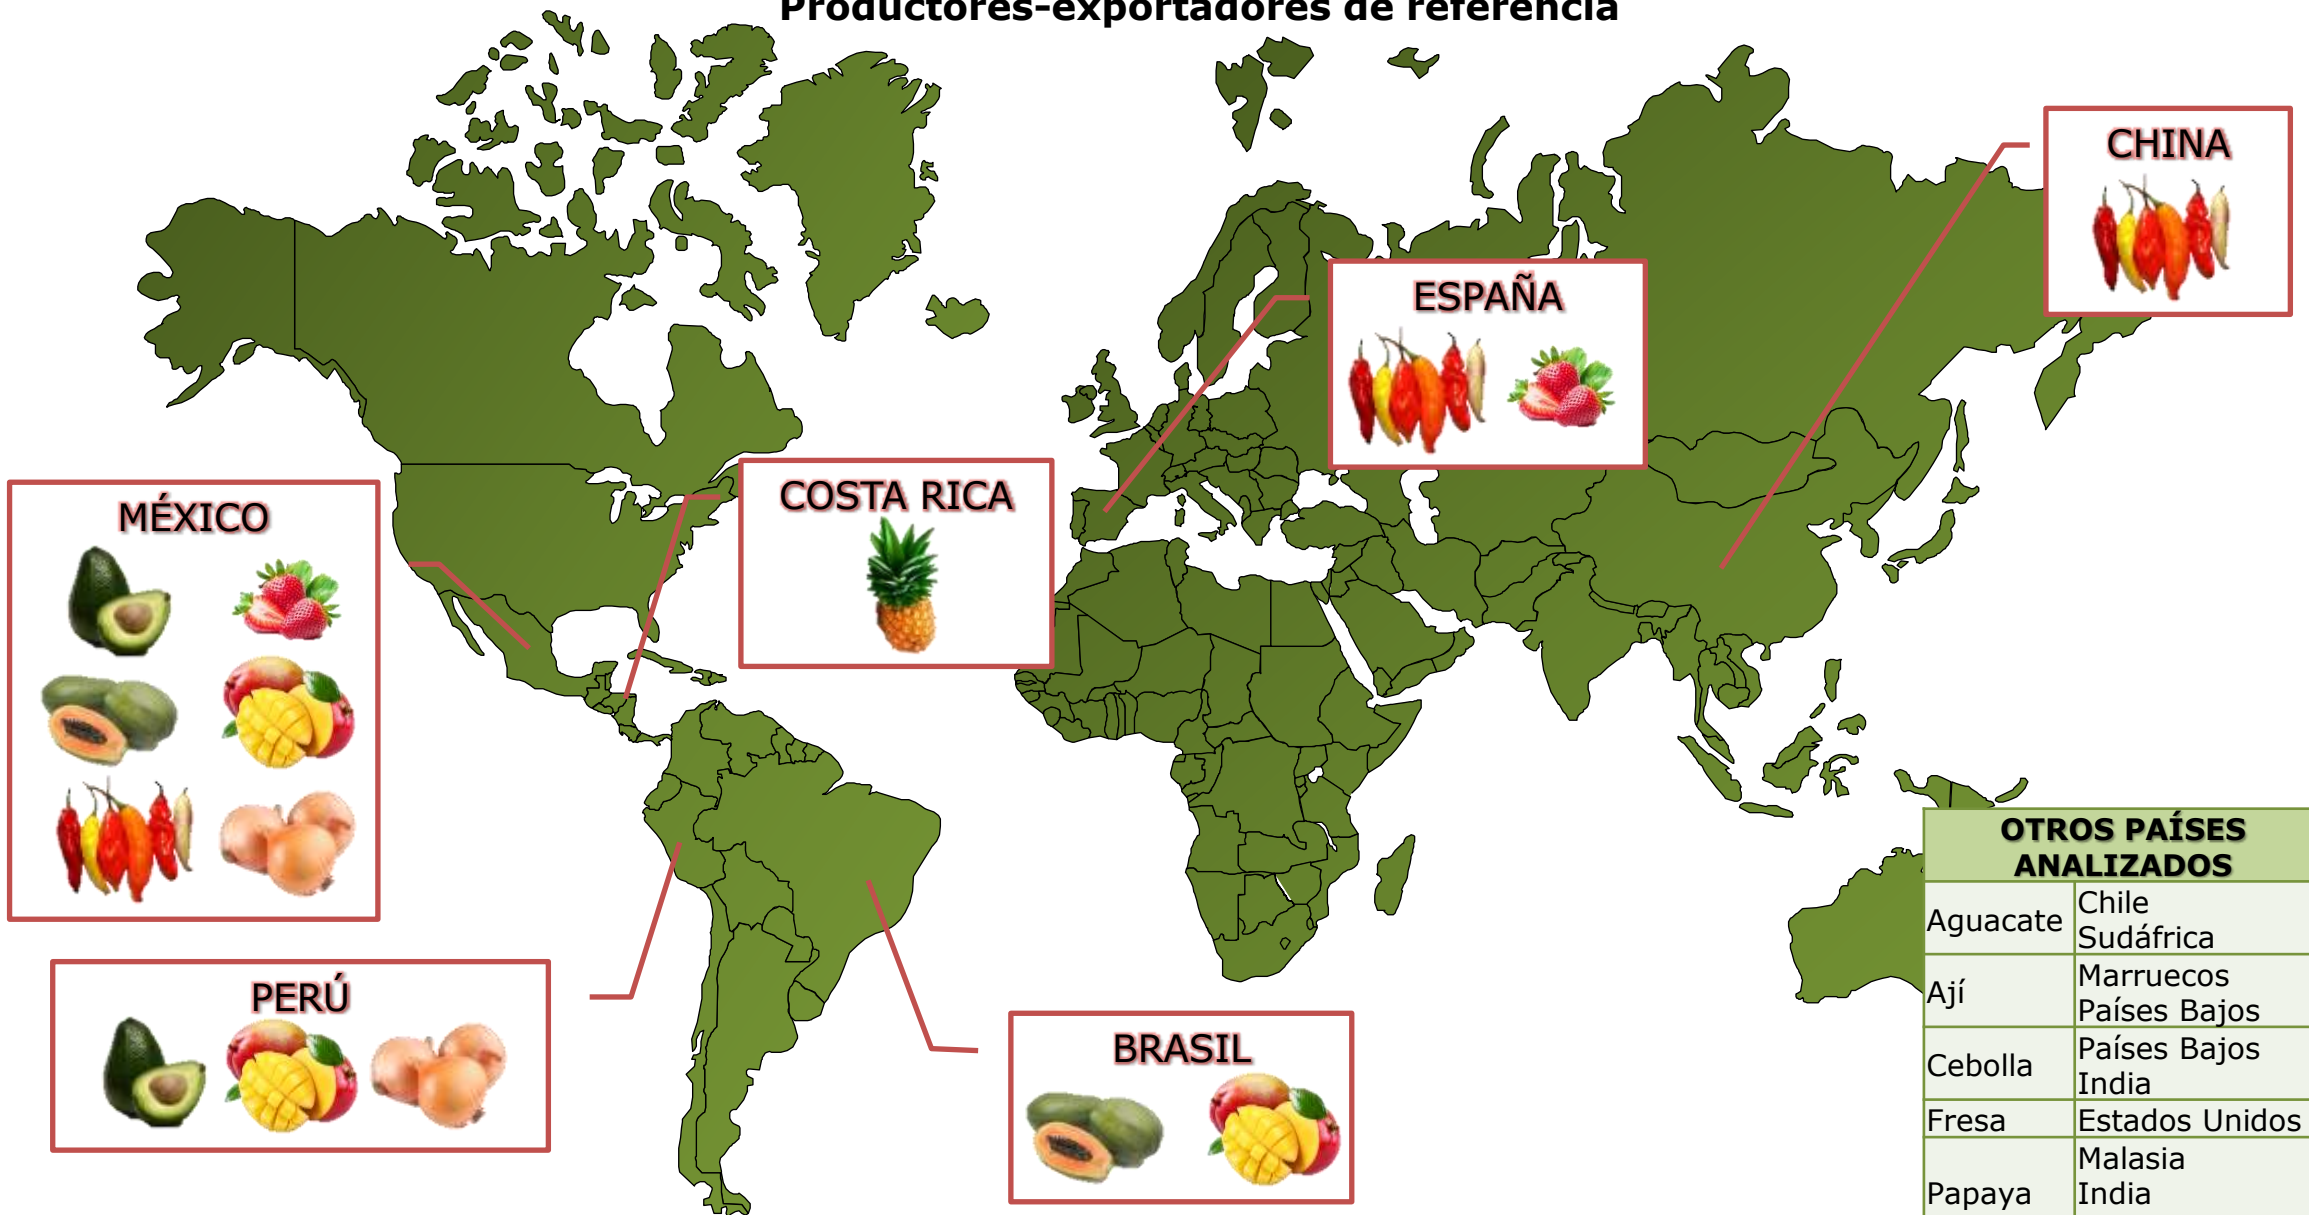 Productores-exportadores de referencia
CHINA
ESPAÑA
COSTA RICA
MÉXICO
PERÚ
BRASIL
OTROS PAÍSES
ANALIZADOS
Aguacate
Chile
Sudáfrica
Ají
Marruecos
Países Bajos
Cebolla
Países Bajos
India
Fresa
Estados Unidos
Papaya
Malasia
India